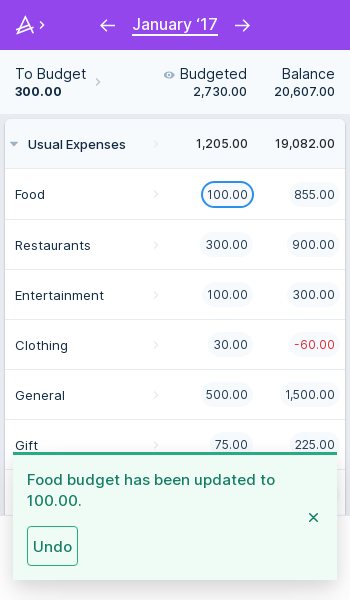 January ‘17
To Budget Budgeted Balance
300.00 2,730.00 20,607.00
Usual Expenses 1,205.00 19,082.00
Food 100.00 855.00
Restaurants 300.00 900.00
Entertainment 100.00 300.00
Clothing 30.00 -60.00
General 500.00 1,500.00
Gift 75.00 225.00
Food budget has been updated to
100.00.
Undo